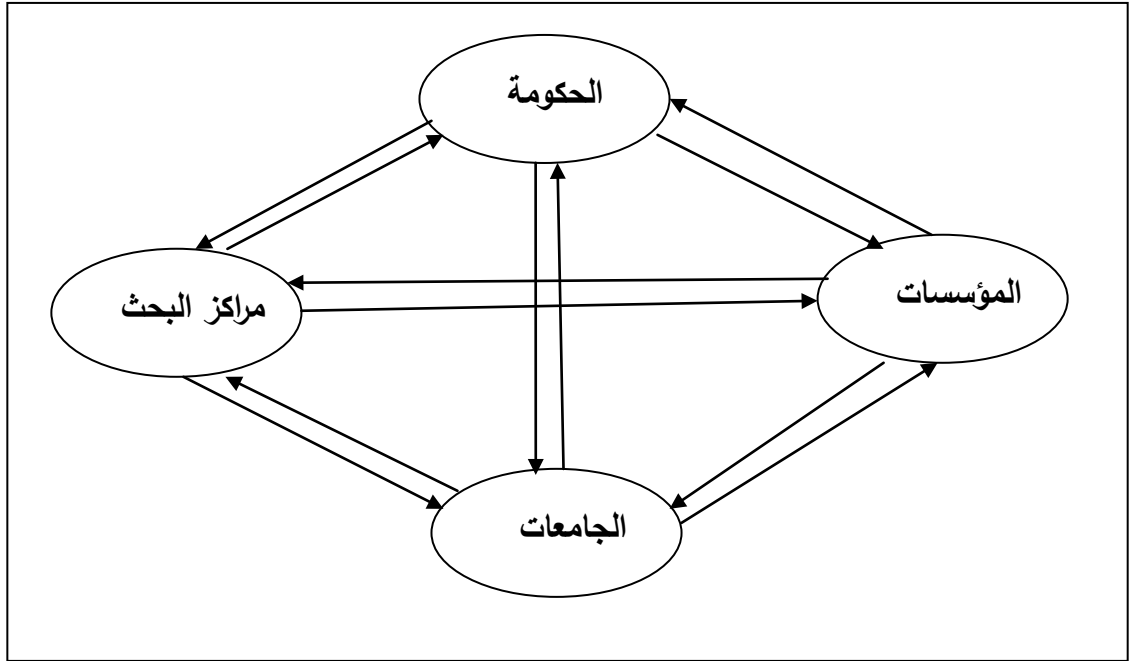 الحكومة
المؤسسات
مراكز البحث
الجامعات